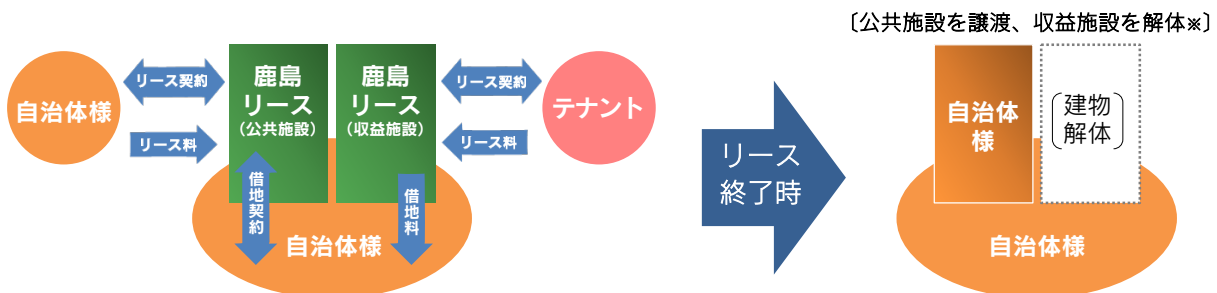 〔公共施設を譲渡、収益施設を解体※〕
自治体様
リース契約
リース料
鹿島
リース
（公共施設）
鹿島
リース
（収益施設）
リース契約
リース料
テナント
借地契約
借地料
自治体様
リース
終了時
自治体
様
建物
解体
自治体様